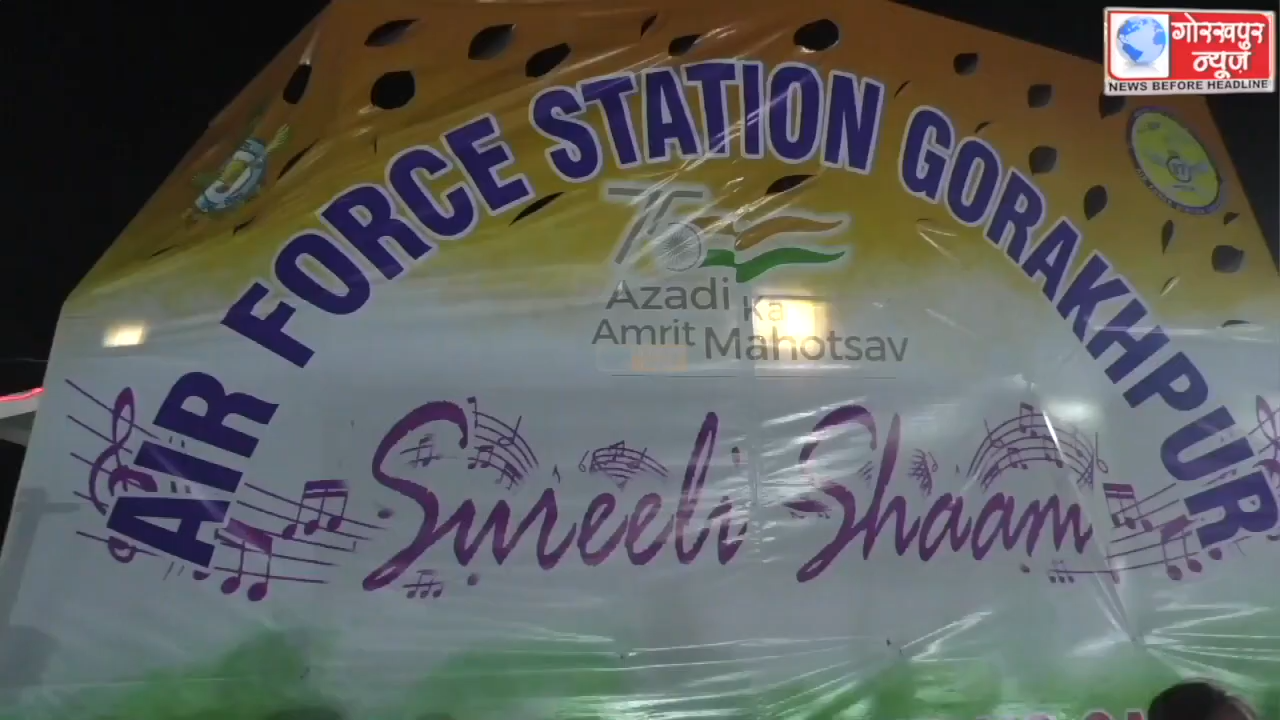 गोरखपुर
न्यूज़
NEWS BEFORE HEADLINE
AIR FORCE STATION GORAKHPUR
75
Azadi Ka
Amrit Mahotsav
Sureeli Shaam